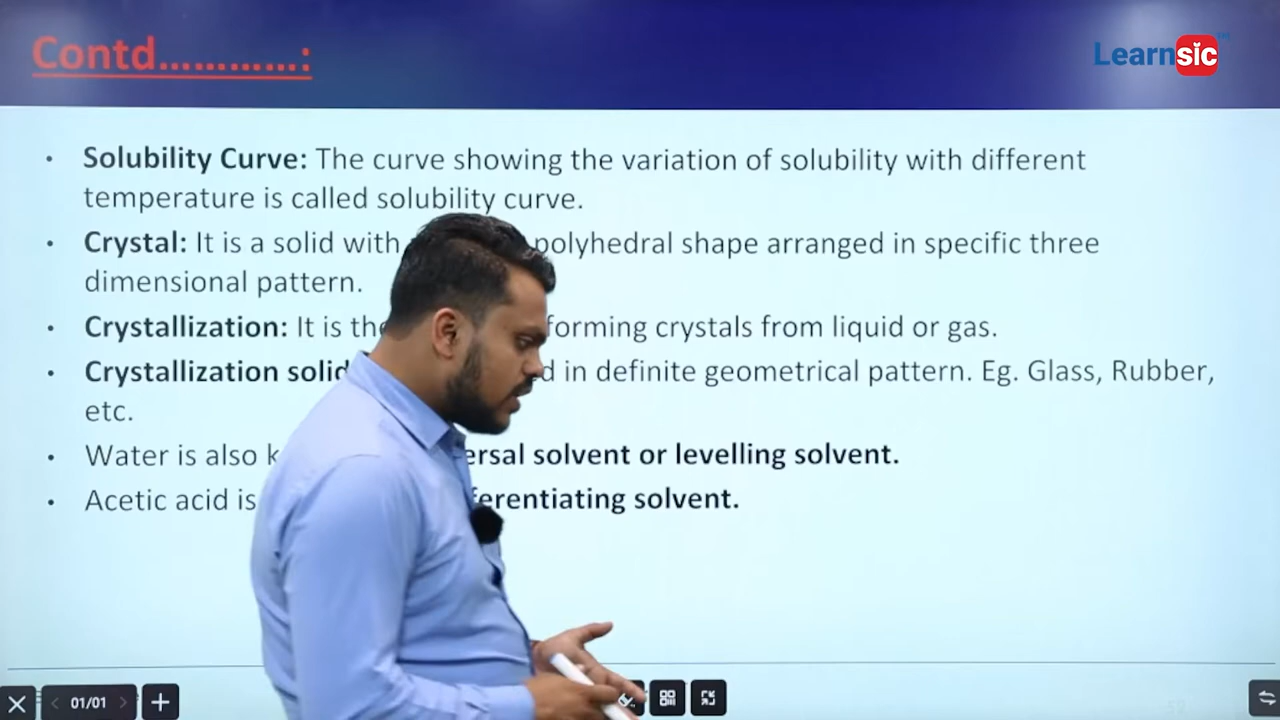 Contd............:
Learnsic™
• Solubility Curve: The curve showing the variation of solubility with different
temperature is called solubility curve.
• Crystal: It is a solid with polyhedral shape arranged in specific three
dimensional pattern.
• Crystallization: It is the forming crystals from liquid or gas.
• Crystallization solid in definite geometrical pattern. Eg. Glass, Rubber,
etc.
• Water is also solvent or levelling solvent.
• Acetic acid is solvent.
01/01